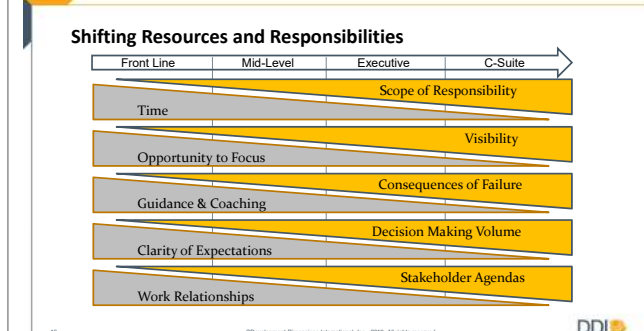 Shifting Resources and Responsibilities
Front Line Mid-Level Executive C-Suite
Scope of Responsibility
Time
Visibility
Opportunity to Focus
Consequences of Failure
Guidance & Coaching
Decision Making Volume
Clarity of Expectations
Stakeholder Agendas
Work Relationships
DDI